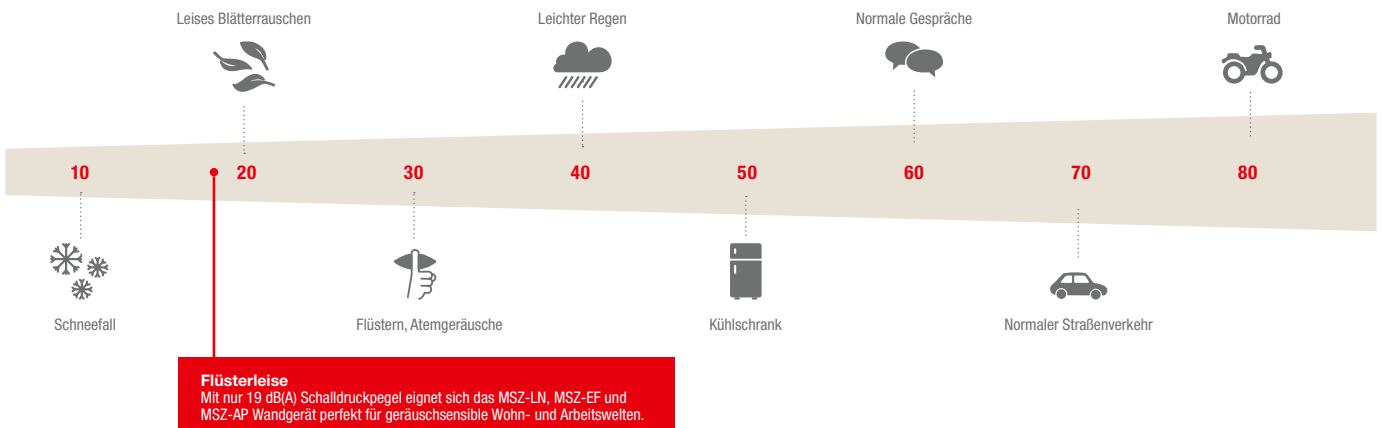 Leises Blätterrauschen
Leichter Regen
Normale Gespräche
Motorrad
10
20
30
40
50
60
70
80
Schneefall
Flüstern, Atemgeräusche
Kühlschrank
Normaler Straßenverkehr
Flüsterleise
Mit nur 19 dB(A) Schalldruckpegel eignet sich das MSZ-LN, MSZ-EF und
MSZ-AP Wandgerät perfekt für geräuschsensible Wohn- und Arbeitswelten.